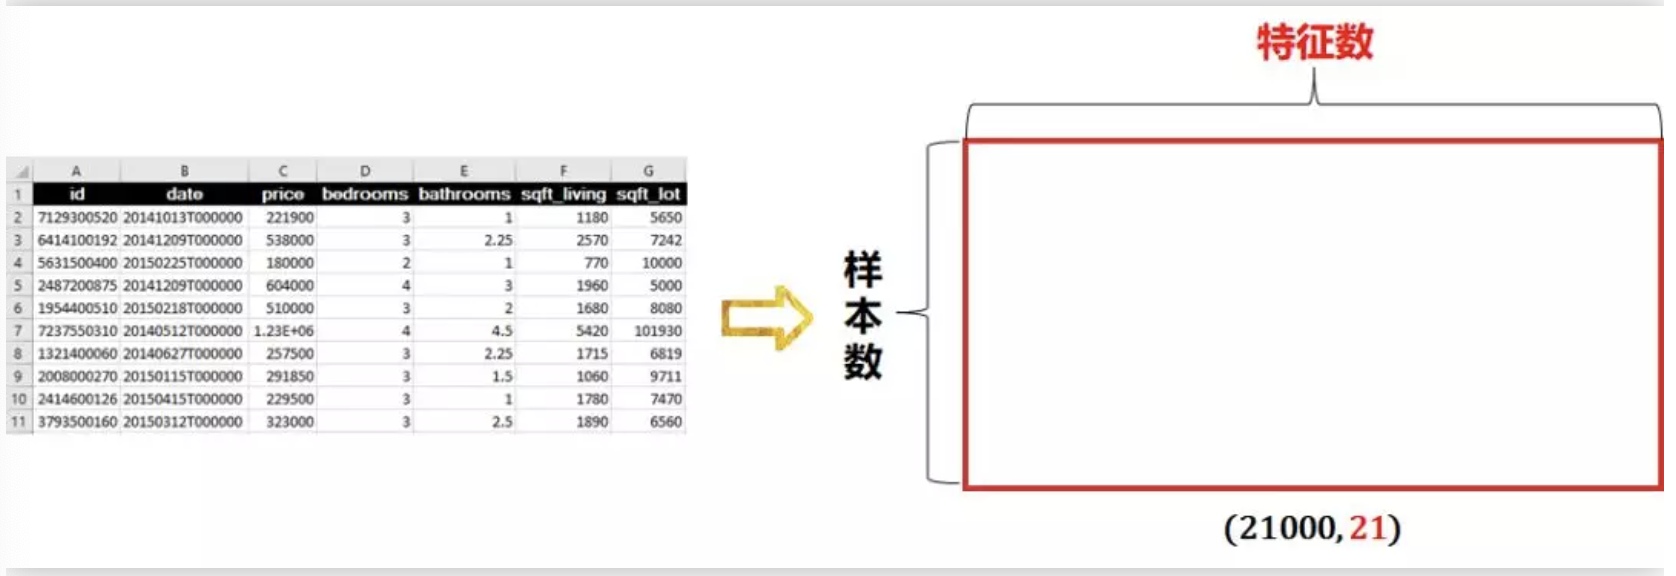 特征数
A B C D E F G
1 id date price bedrooms bathrooms sqft_living sqft_lot
2 7129300520 20141013T000000 221900 3 1 1180 5650
3 6414100192 20141209T000000 538000 3 2.25 2570 7242
4 5631500400 20150225T000000 180000 2 1 770 10000
5 2487200875 20141209T000000 604000 4 3 1960 5000
6 1954400510 20150218T000000 510000 3 2 1680 8080
7 7237550310 20140512T000000 1.23E+06 4 4.5 5420 101930
8 1321400060 20140627T000000 257500 3 2.25 1715 6819
9 2008000270 20150115T000000 291850 3 1.5 1060 9711
10 2414600126 20150415T000000 229500 3 1 1780 7470
11 3793500160 20150312T000000 323000 3 2.5 1890 6560
样本数
(21000, 21)